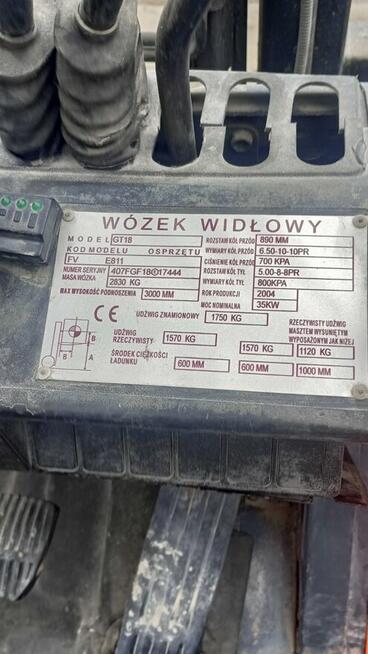 WÓZEK WIDŁOWY
MODEL GT18 ROZSTAW KÓŁ PRZÓD 890 MM
KOD MODELU OSPRZĘTU WYMIARY KÓŁ PRZÓD 6.50-10-10PR
FV E811 CIŚNIENIE KÓŁ PRZÓD 700 KPA
NUMER SERYJNY 407FGF18 17444 ROZSTAW KÓŁ TYŁ 5.00-8-8PR
MASA WÓZKA 2830 KG WYMIARY KÓŁ TYŁ 800KPA
MAX WYSOKOŚĆ PODNOSZENIA 3000 MM ROK PRODUKCJI 2004
MOC NOMINALNA 35KW
CE UDŹWIG ZNAMIONOWY 1750 KG
RZECZYWISTY UDŹWIG
MASZTEM WYSUNIĘTYM
WYPOSAŻONYM JAK NIŻEJ
UDŹWIG
RZECZYWISTY 1570 KG 1570 KG 1120 KG
ŚRODEK CIĘŻKOŚCI
ŁADUNKU 600 MM 600 MM 1000 MM
B
B A